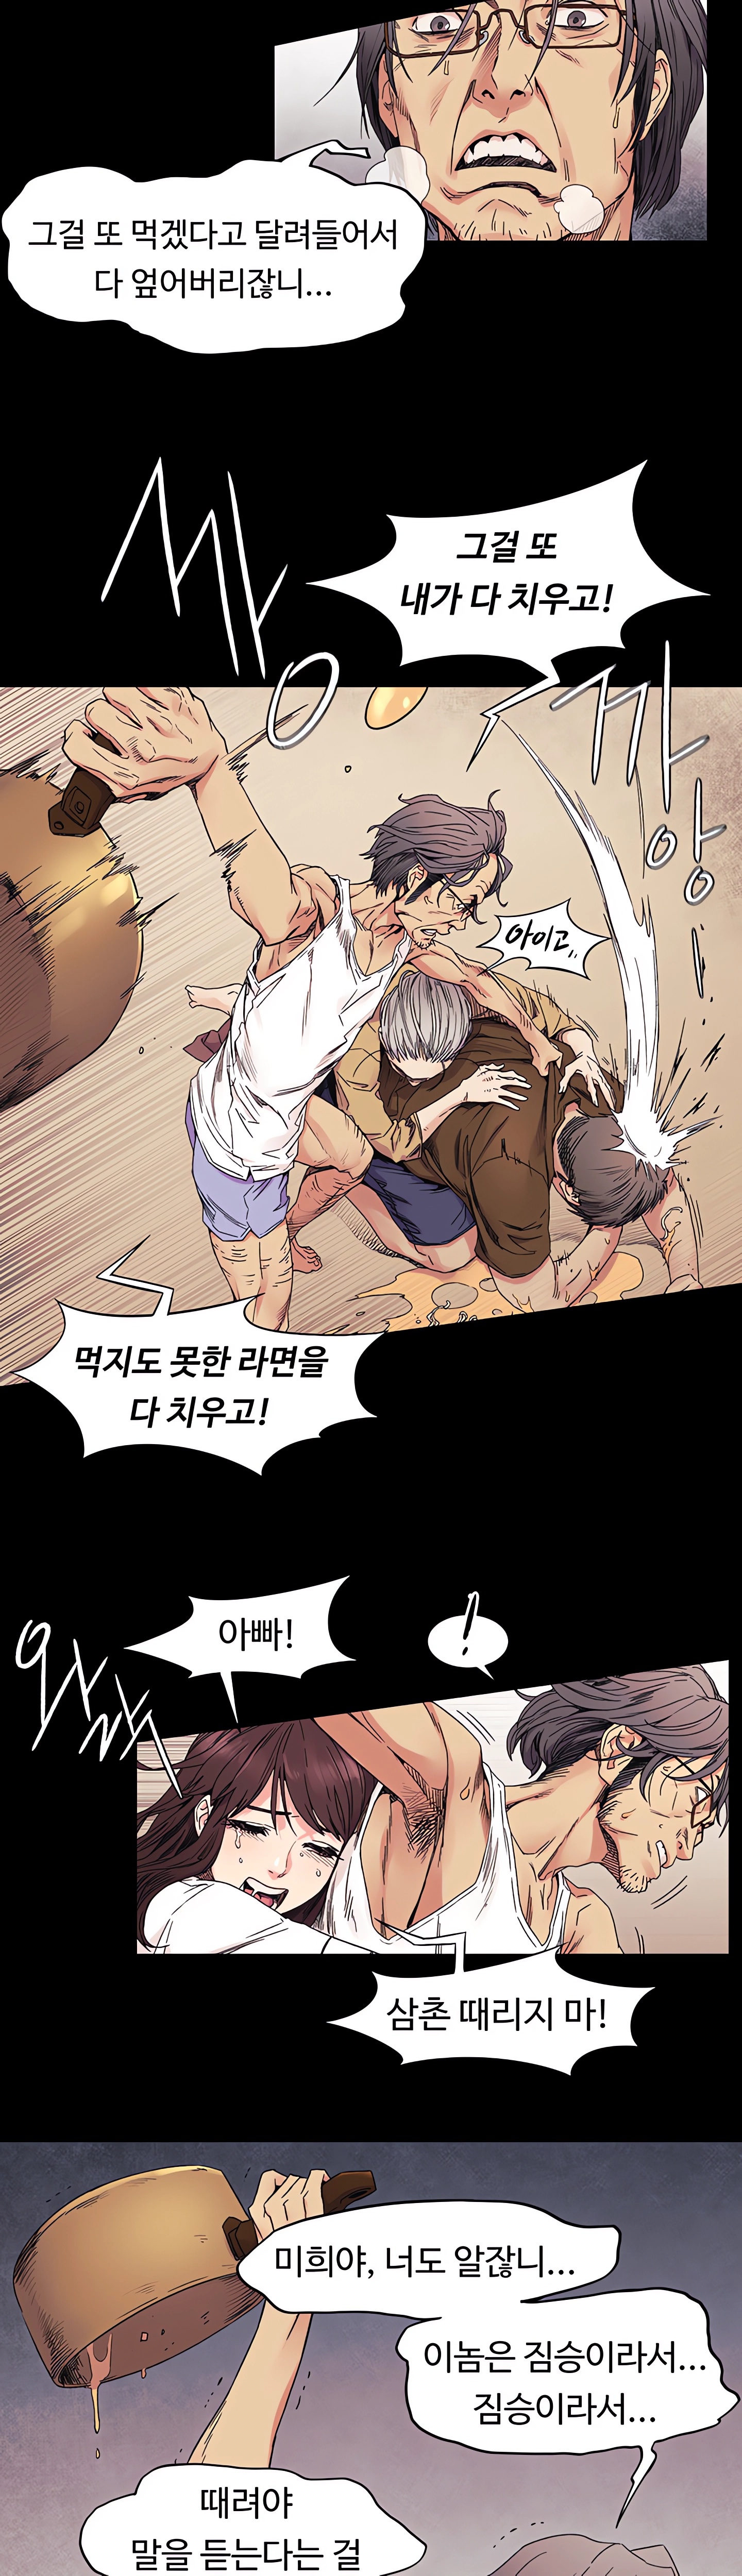 그걸 또 먹겠다고 달려들어서
다 엎어버리잖니...
그걸 또
내가 다 치우고!
까앙
아이고..
먹지도 못한 라면을
다 치우고!
아빠!
!
와락
삼촌 때리지 마!
미희야, 너도 알잖니...
이놈은 짐승이라서...
짐승이라서...
때려야
말을 듣는다는 걸